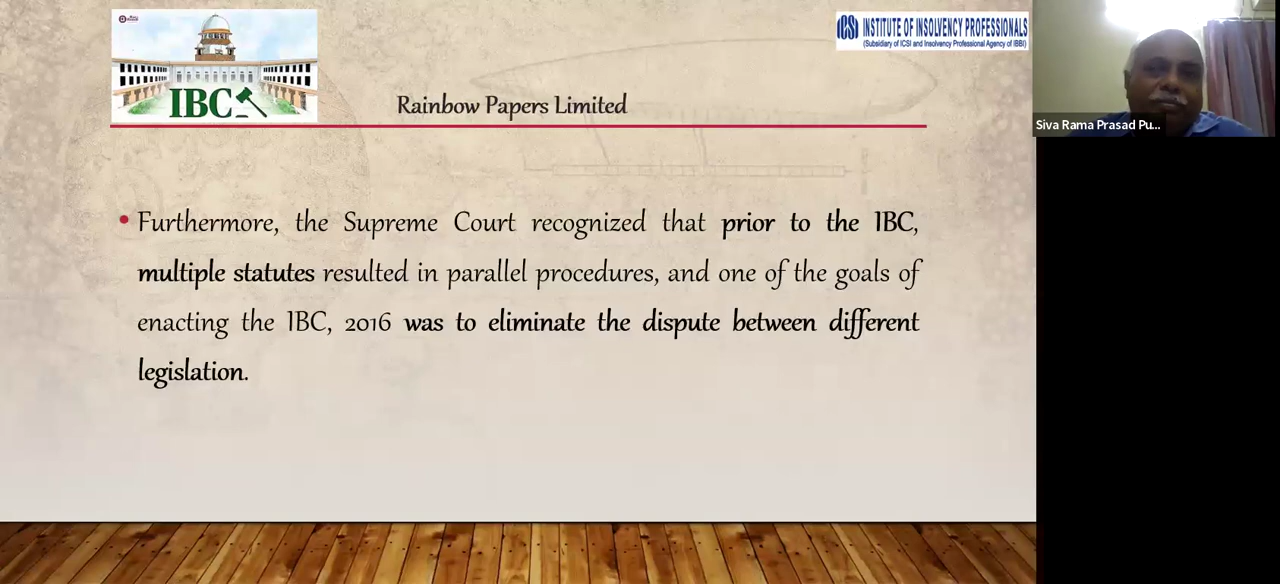 IBC
INSTITUTE OF INSOLVENCY PROFESSIONALS
(Subsidiary of ICSI and Insolvency Professional Agency of IBBI)
Rainbow Papers Limited
Siva Rama Prasad Pu...
• Furthermore, the Supreme Court recognized that prior to the IBC,
multiple statutes resulted in parallel procedures, and one of the goals of
enacting the IBC, 2016 was to eliminate the dispute between different
legislation.